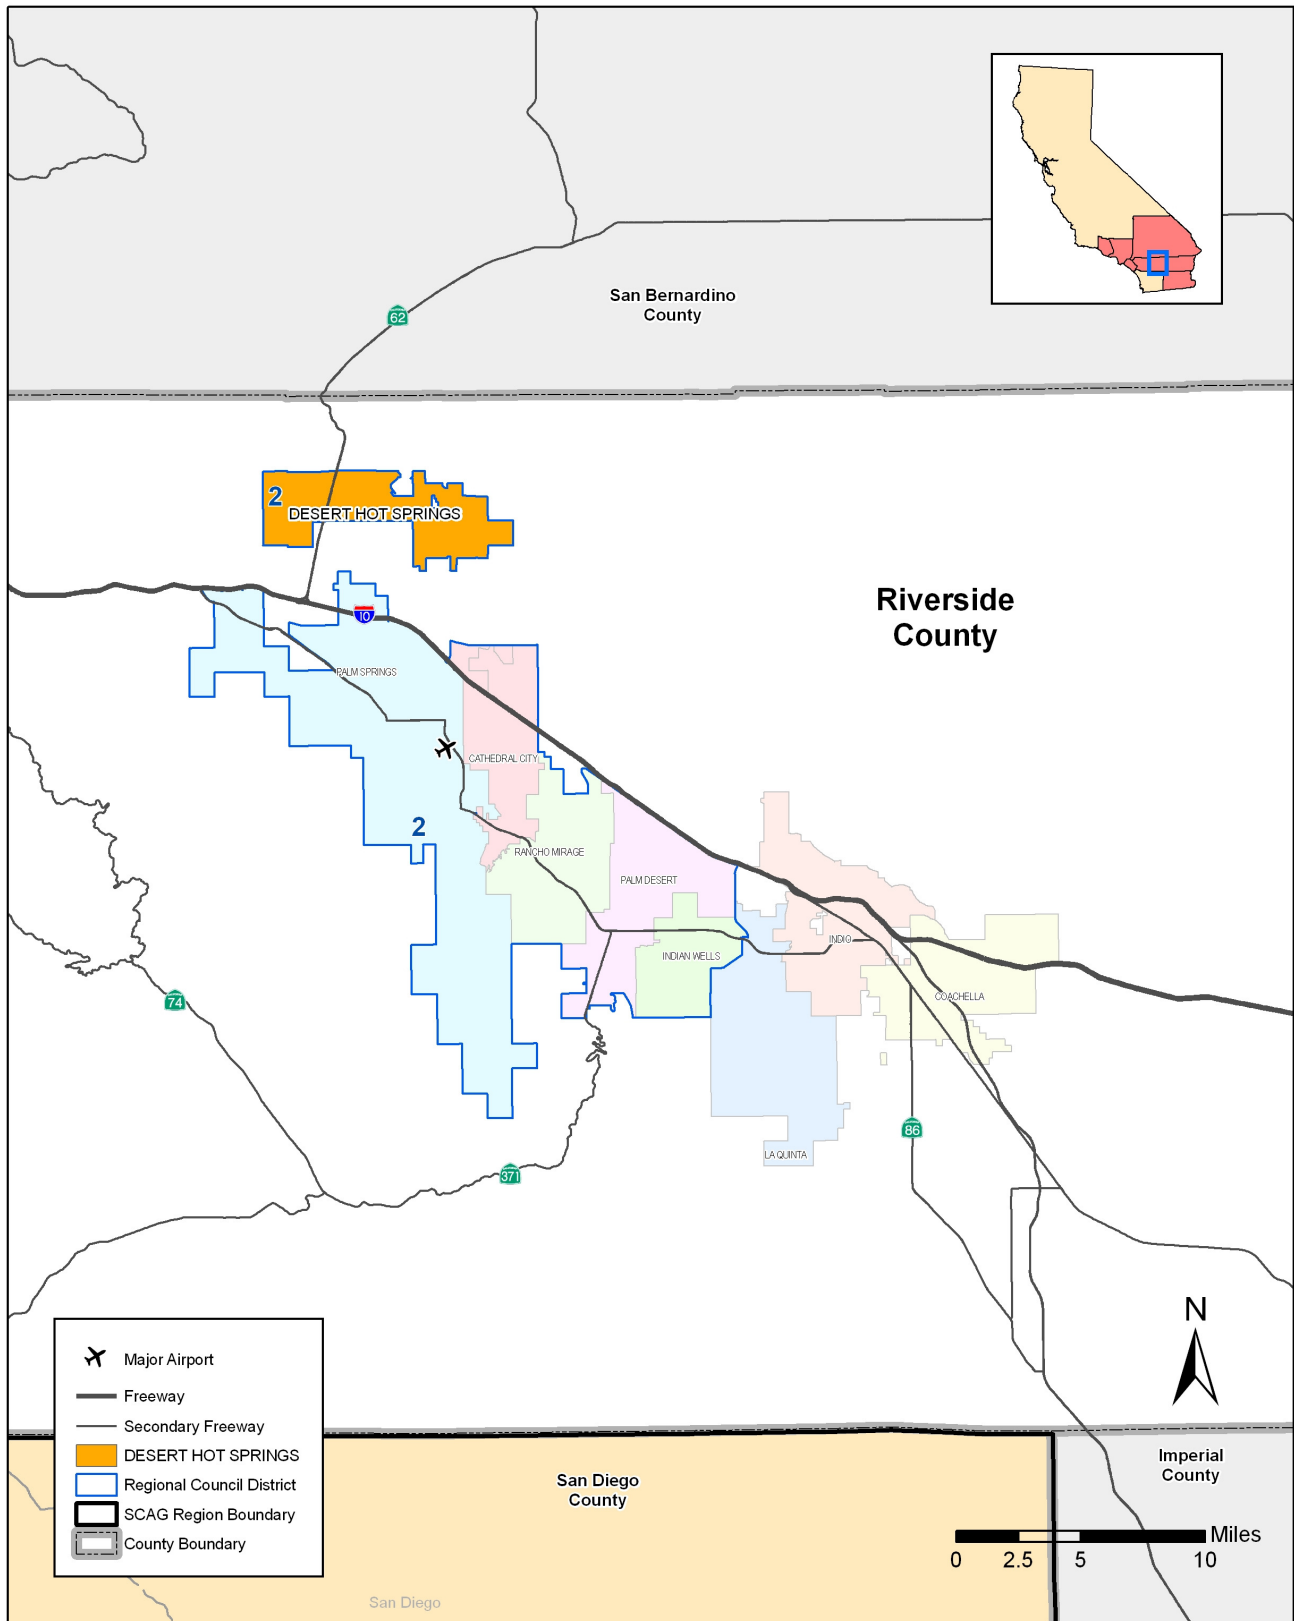 62
San Bernardino
County
2
DESERT HOT SPRINGS
Riverside
County
10
PALM SPRINGS
CATHEDRAL CITY
2
RANCHO MIRAGE
PALM DESERT
INDIO
INDIAN WELLS
COACHELLA
74
86
LA QUINTA
371
N
Major Airport
Freeway
Secondary Freeway
DESERT HOT SPRINGS
Regional Council District
SCAG Region Boundary
County Boundary
San Diego
County
Imperial
County
Miles
0 2.5 5 10
San Diego